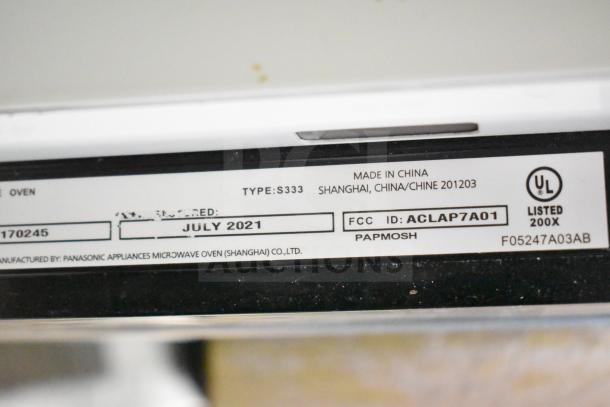 E OVEN
TYPE:S333
MADE IN CHINA
SHANGHAI, CHINA/CHINE 201203
UL
LISTED
200X
170245
JULY 2021
FCC ID: ACLAP7A01
PAPMOSH
F05247A03AB
ANUFACTURED BY: PANASONIC APPLIANCES MICROWAVE OVEN (SHANGHAI) CO.,LTD.
AUCTIONS